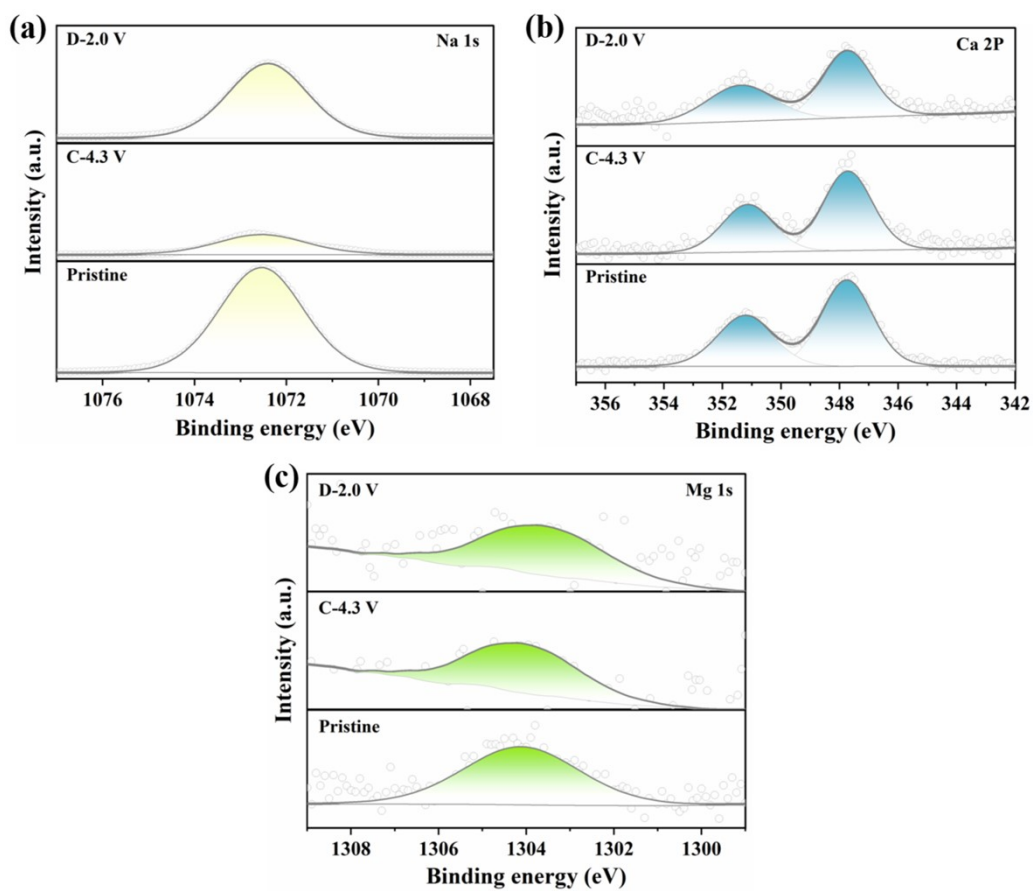 (a)
D-2.0 V
Na 1s
C-4.3 V
Pristine
Intensity (a.u.)
1076 1074 1072 1070 1068
Binding energy (eV)
(b)
D-2.0 V
Ca 2P
C-4.3 V
Pristine
Intensity (a.u.)
356 354 352 350 348 346 344 342
Binding energy (eV)
(c)
D-2.0 V
Mg 1s
C-4.3 V
Pristine
Intensity (a.u.)
1308 1306 1304 1302 1300
Binding energy (eV)